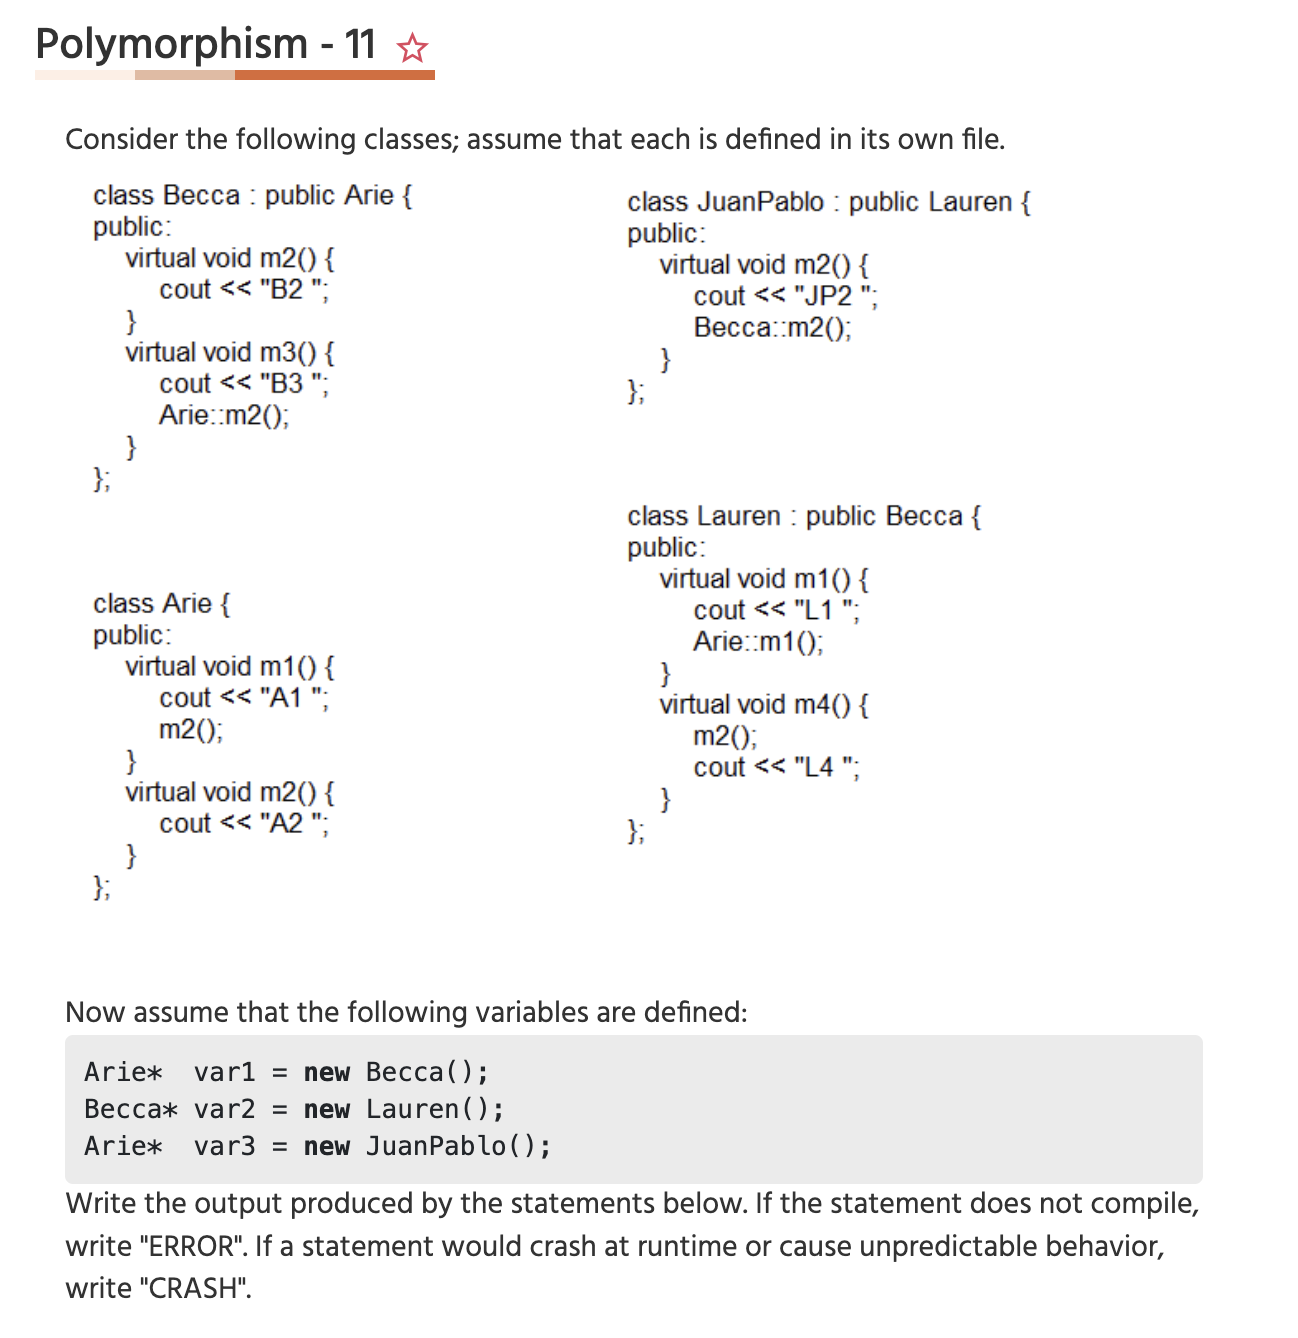 Polymorphism - 11
Consider the following classes; assume that each is defined in its own file.
class Becca : public Arie {
public:
virtual void m2() {
cout << "B2 ";
}
virtual void m3() {
cout << "B3 ";
Arie::m2();
}
};
class Arie {
public:
virtual void m1() {
cout << "A1 ";
m2();
}
virtual void m2() {
cout << "A2 ";
}
};
class JuanPablo : public Lauren {
public:
virtual void m2() {
cout << "JP2 ";
Becca::m2();
}
};
class Lauren : public Becca {
public:
virtual void m1() {
cout << "L1 ";
Arie::m1();
}
virtual void m4() {
m2();
cout << "L4 ";
}
};
Now assume that the following variables are defined:
Arie*  var1 = new Becca();
Becca* var2 = new Lauren();
Arie*  var3 = new JuanPablo();
Write the output produced by the statements below. If the statement does not compile,
write "ERROR". If a statement would crash at runtime or cause unpredictable behavior,
write "CRASH".